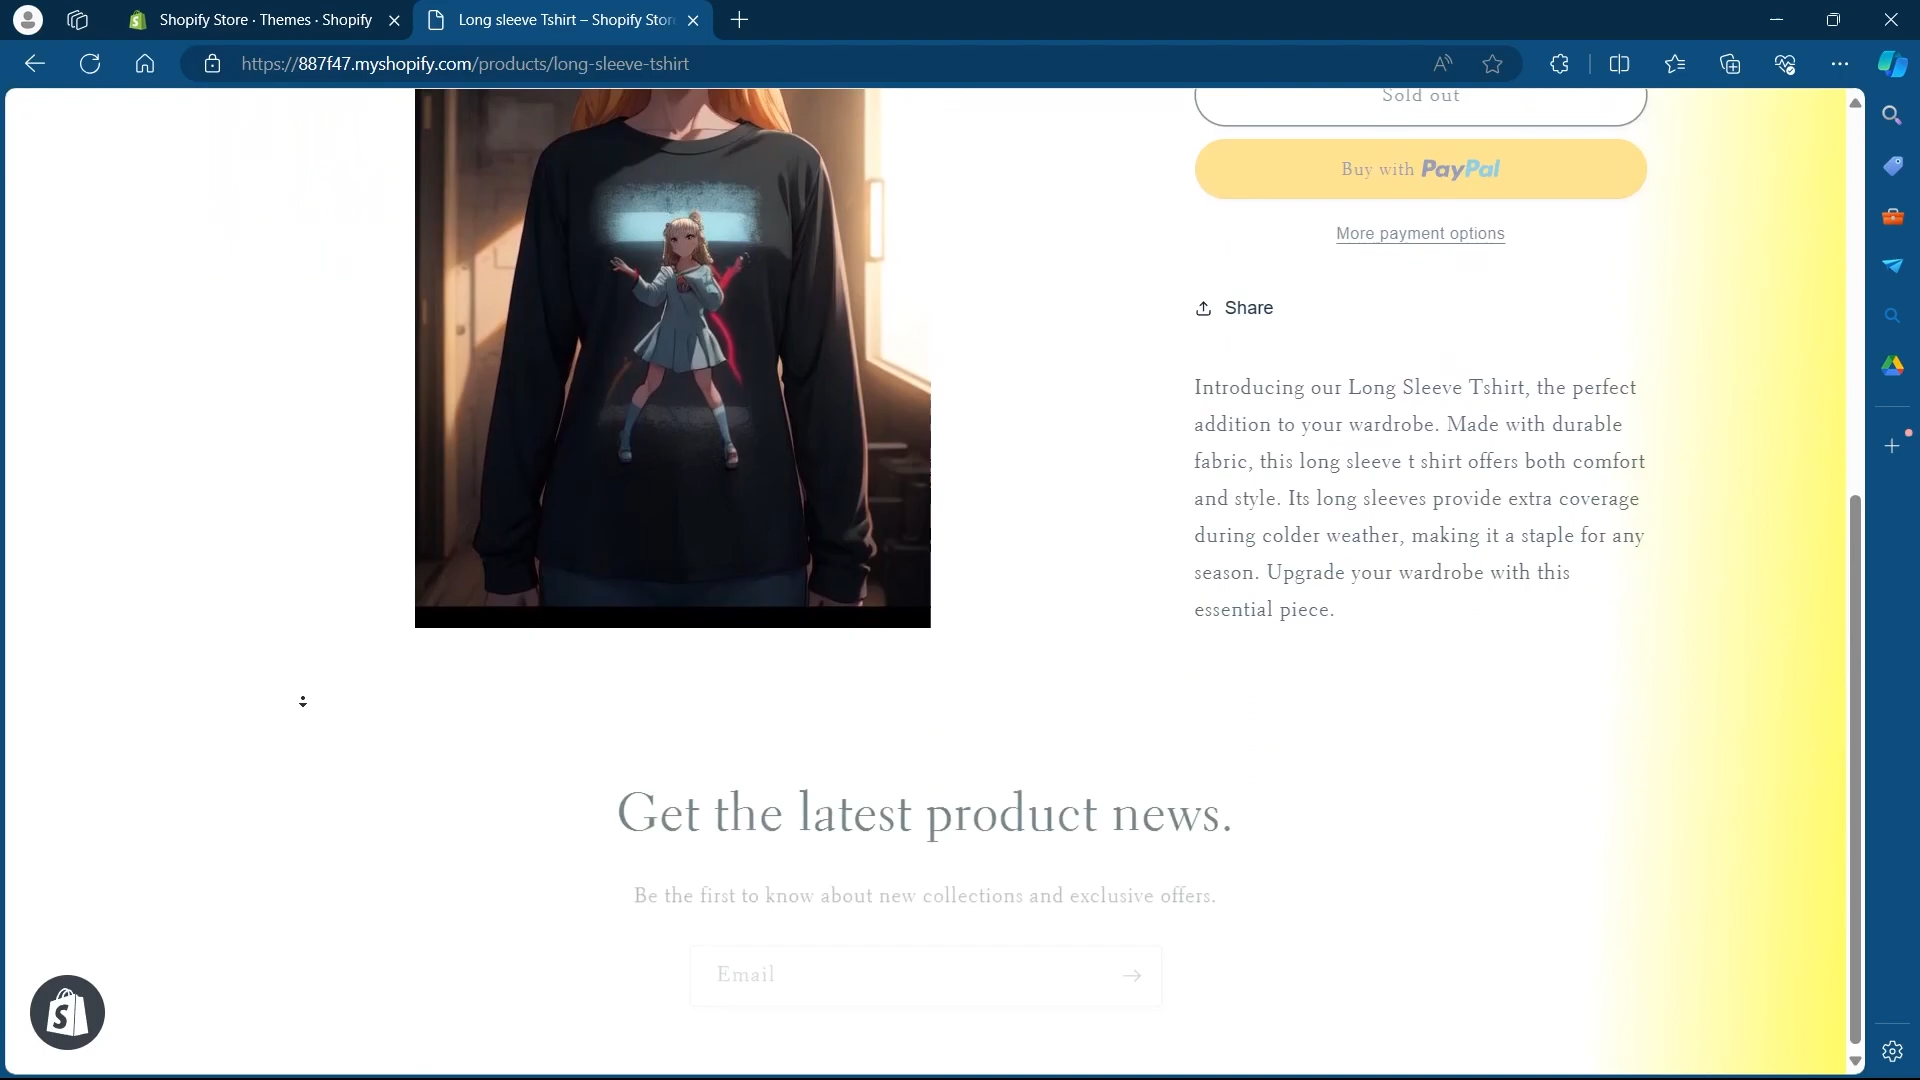 Shopify Store · Themes · Shopify
Long sleeve Tshirt – Shopify Stor
https://887f47.myshopify.com/products/long-sleeve-tshirt
Sold out
Buy with PayPal
More payment options
Share
Introducing our Long Sleeve Tshirt, the perfect
addition to your wardrobe. Made with durable
fabric, this long sleeve t shirt offers both comfort
and style. Its long sleeves provide extra coverage
during colder weather, making it a staple for any
season. Upgrade your wardrobe with this
essential piece.
Get the latest product news.
Be the first to know about new collections and exclusive offers.
Email